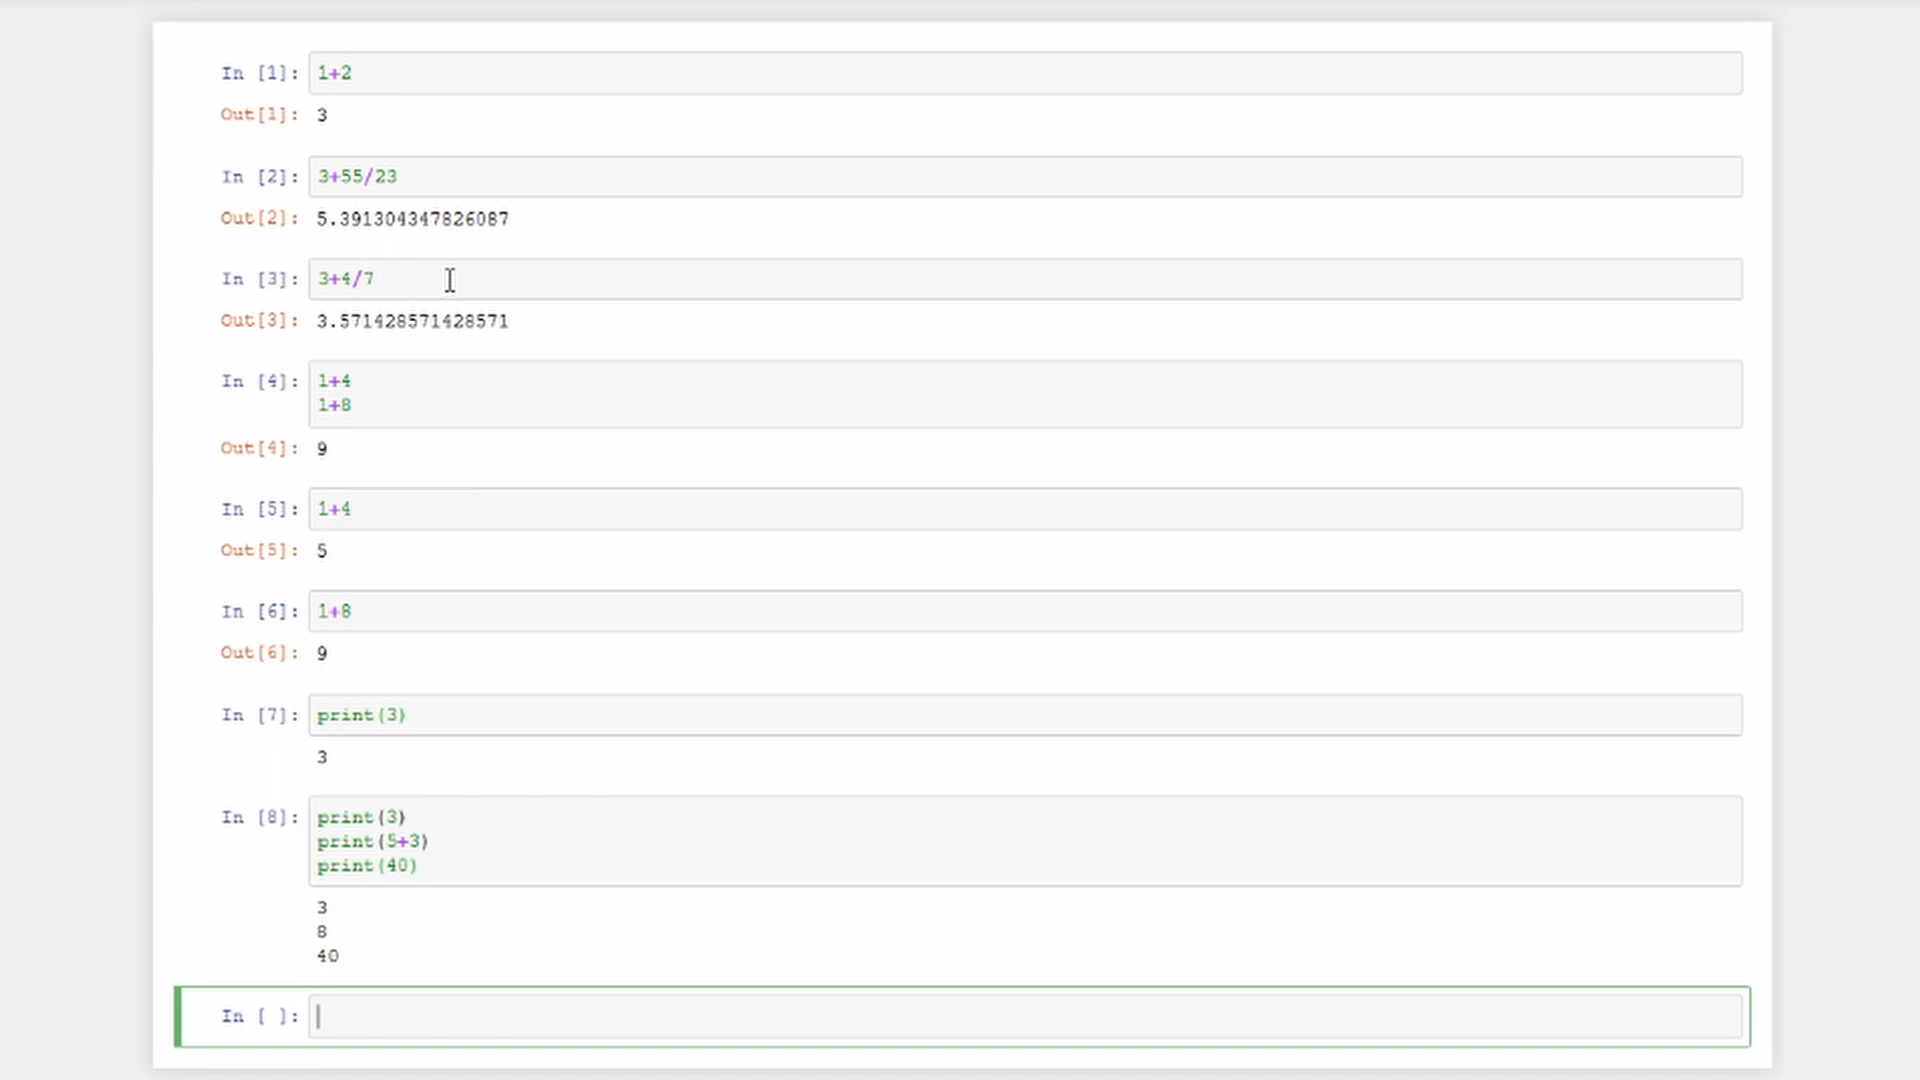 In [1]: 1+2
Out[1]: 3
In [2]: 3+55/23
Out[2]: 5.391304347826087
In [3]: 3+4/7
Out[3]: 3.571428571428571
In [4]: 1+4
1+8
Out[4]: 9
In [5]: 1+4
Out[5]: 5
In [6]: 1+8
Out[6]: 9
In [7]: print(3)
3
In [8]: print(3)
print(5+3)
print(40)
3
8
40
In [ ]: